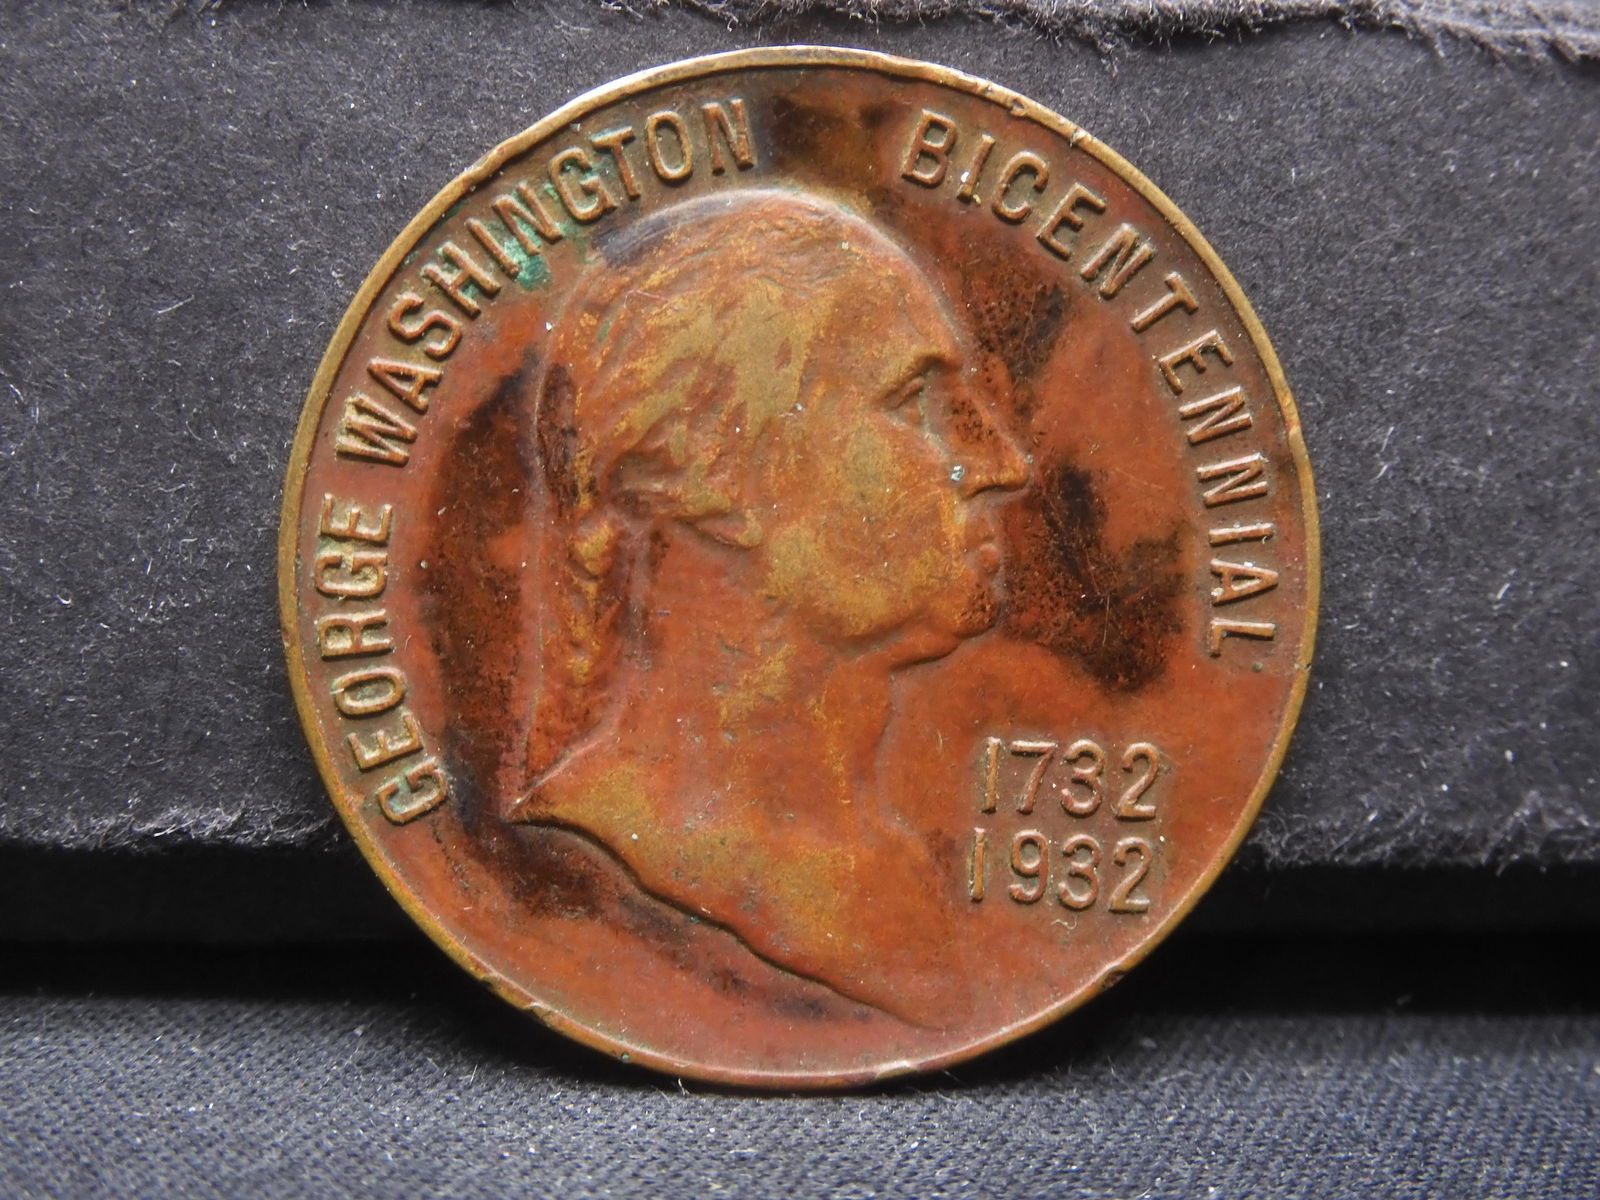 GEORGE WASHINGTON BICENTENNIAL
1732
1932